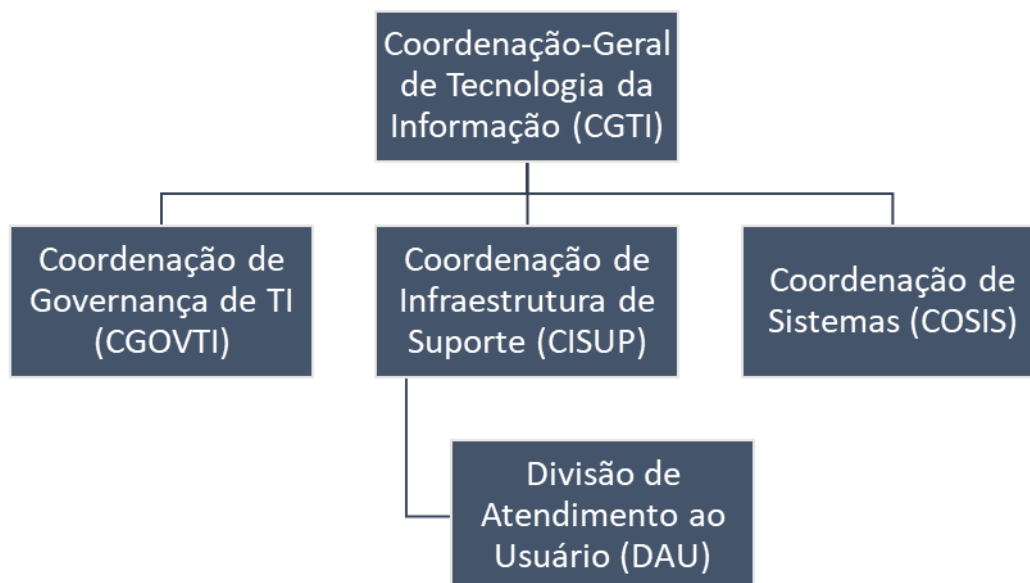 Coordenação-Geral
de Tecnologia da
Informação (CGTI)
Coordenação de
Governança de TI
(CGOVTI)
Coordenação de
Infraestrutura de
Suporte (CISUP)
Coordenação de
Sistemas (COSIS)
Divisão de
Atendimento ao
Usuário (DAU)